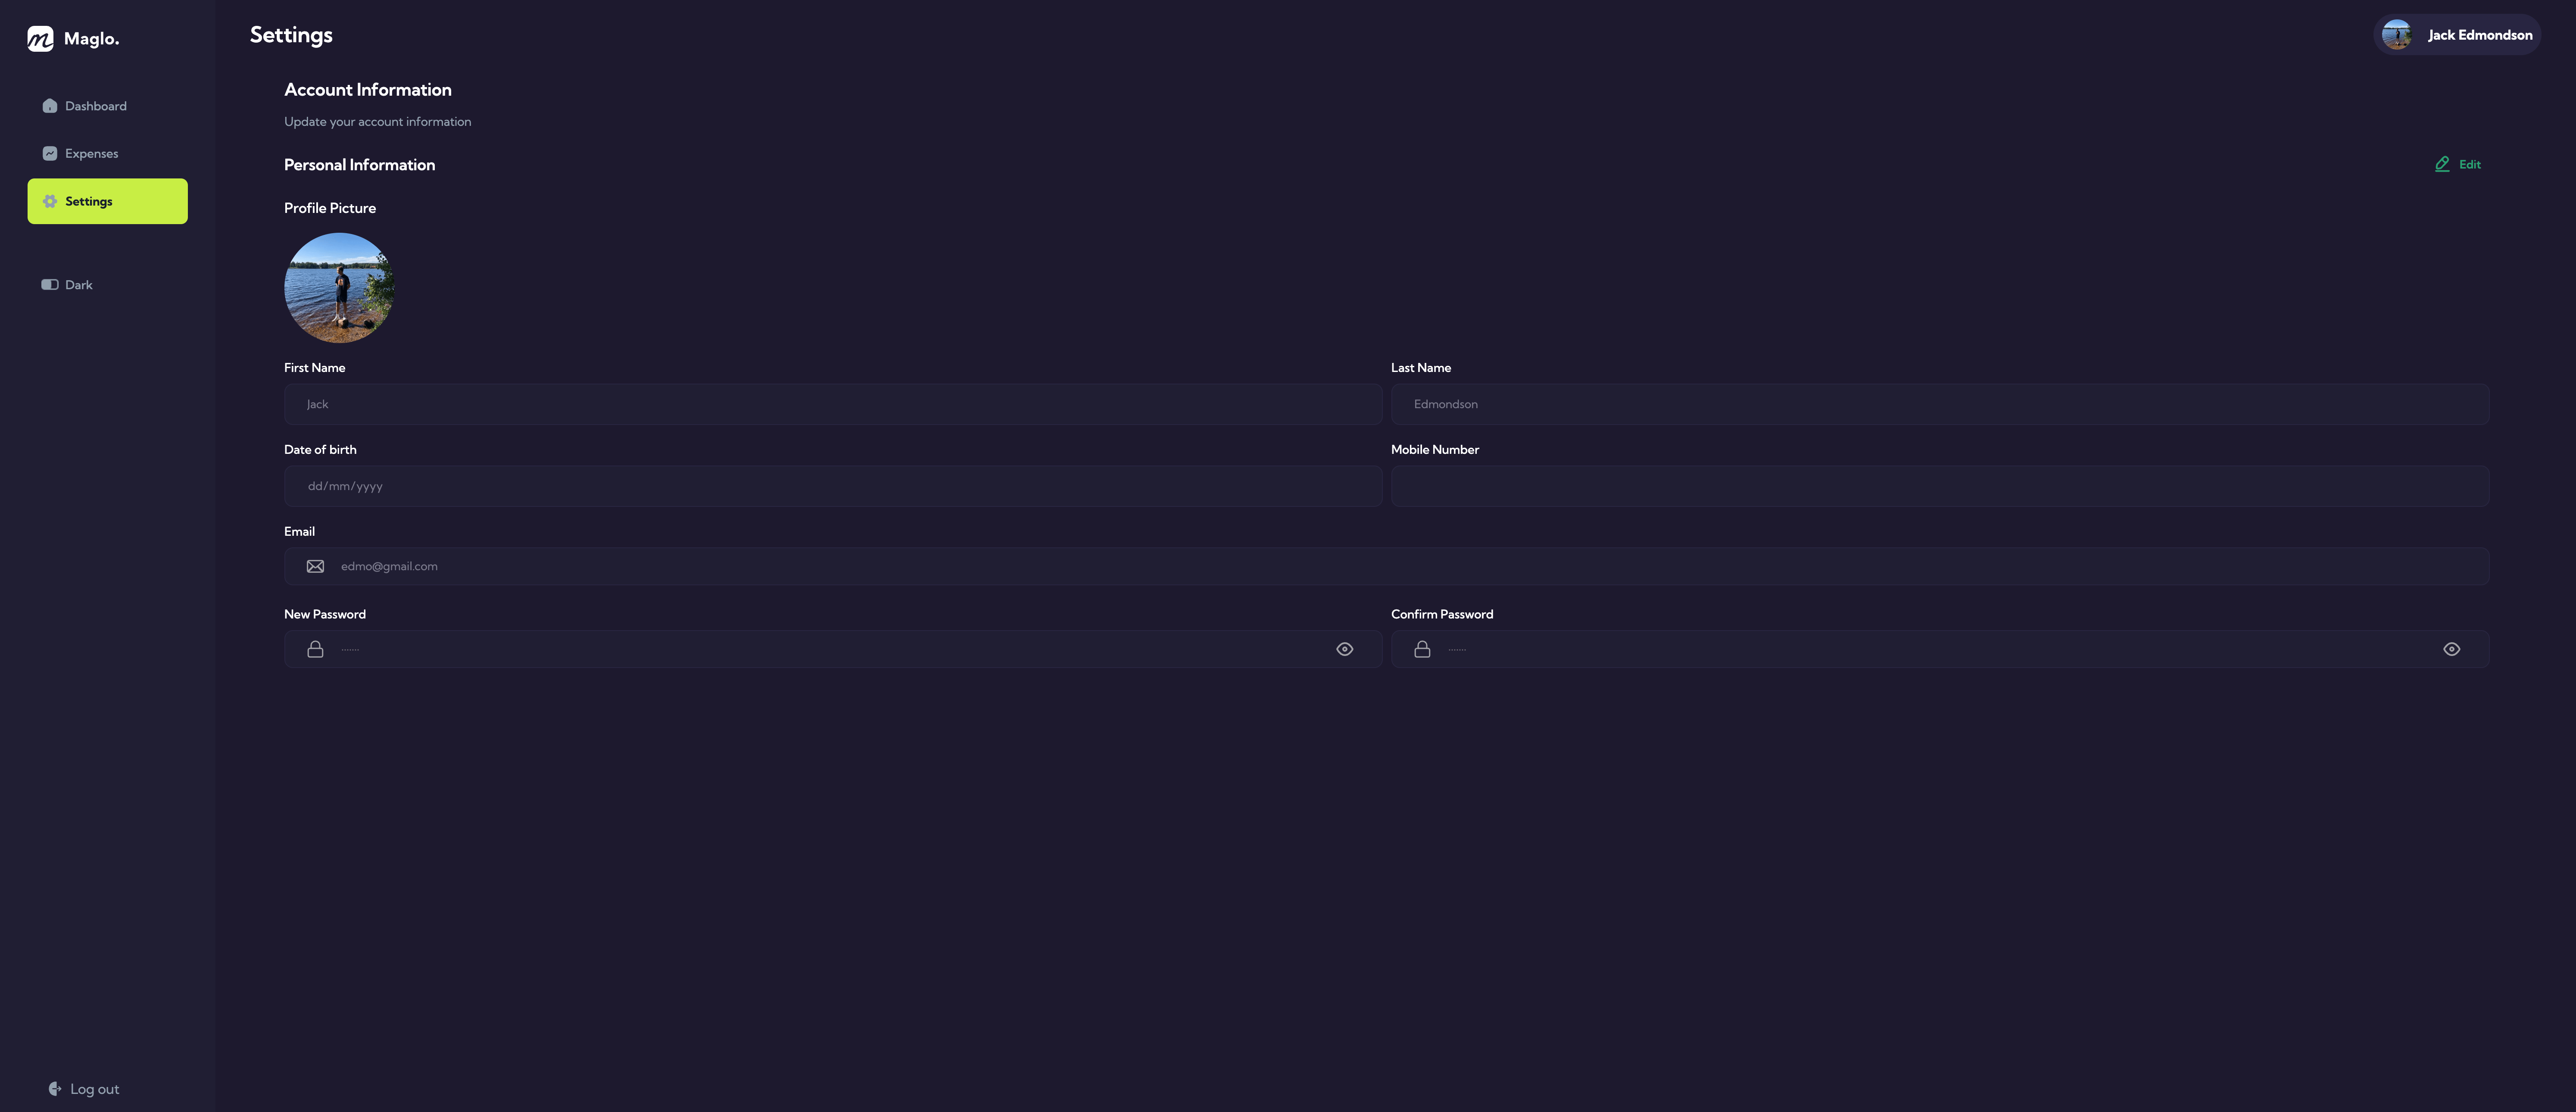 Maglo.
Dashboard
Expenses
Settings
Dark
Log out
Settings
Jack Edmondson
Account Information
Update your account information
Personal Information
Edit
Profile Picture
First Name
Last Name
Jack
Edmondson
Date of birth
Mobile Number
dd/mm/yyyy
Email
edmo@gmail.com
New Password
Confirm Password
.......
.......